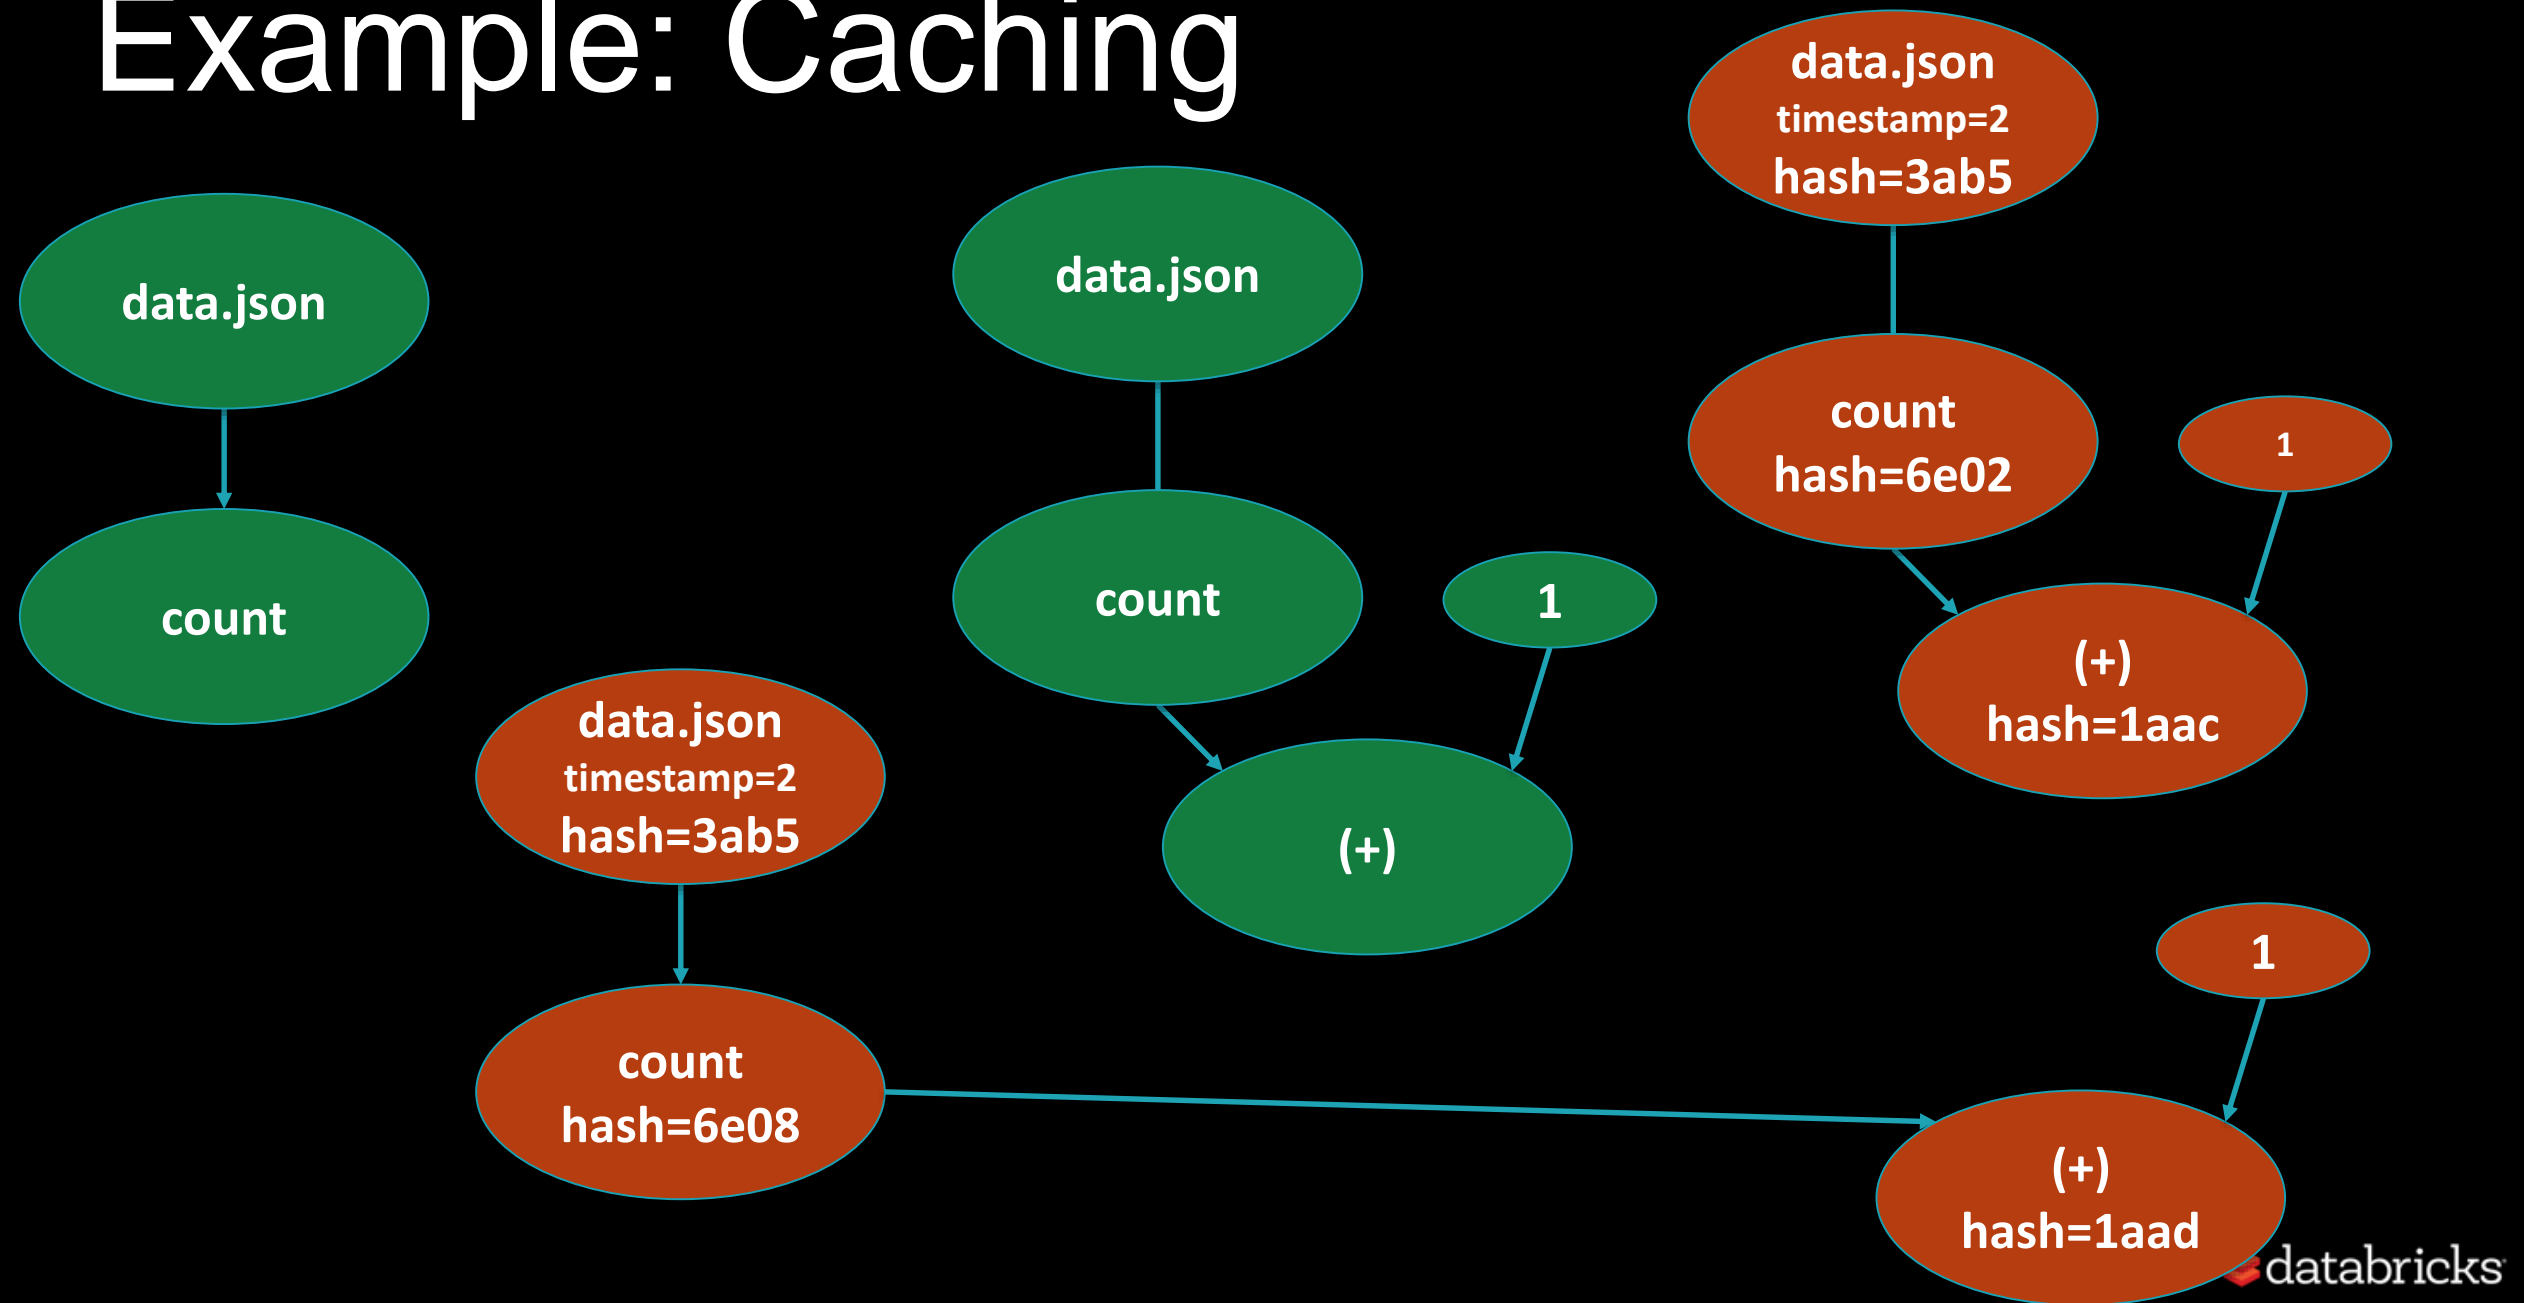 Example: Caching
data.json
count
data.json
timestamp=2
hash=3ab5
count
hash=6e08
data.json
count
1
(+)
data.json
timestamp=2
hash=3ab5
count
hash=6e02
1
(+)
hash=1aac
1
(+)
hash=1aad
databricks